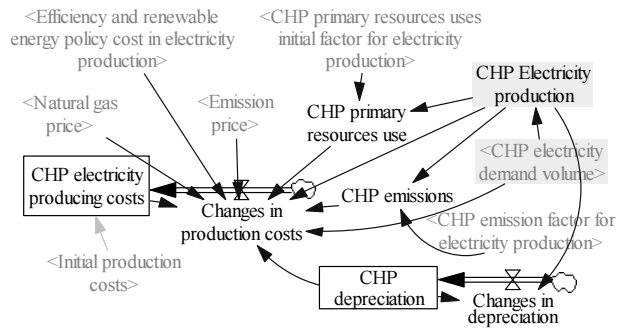 <Efficiency and renewable
energy policy cost in electricity
production>
<CHP primary resources uses
initial factor for electricity
production>
CHP Electricity
production
<Natural gas
price>
<Emission
price>
CHP primary
resources use
<CHP electricity
demand volume>
CHP electricity
producing costs
CHP emissions
Changes in
production costs
<CHP emission factor for
electricity production>
<Initial production
costs>
CHP
depreciation
Changes in
depreciation